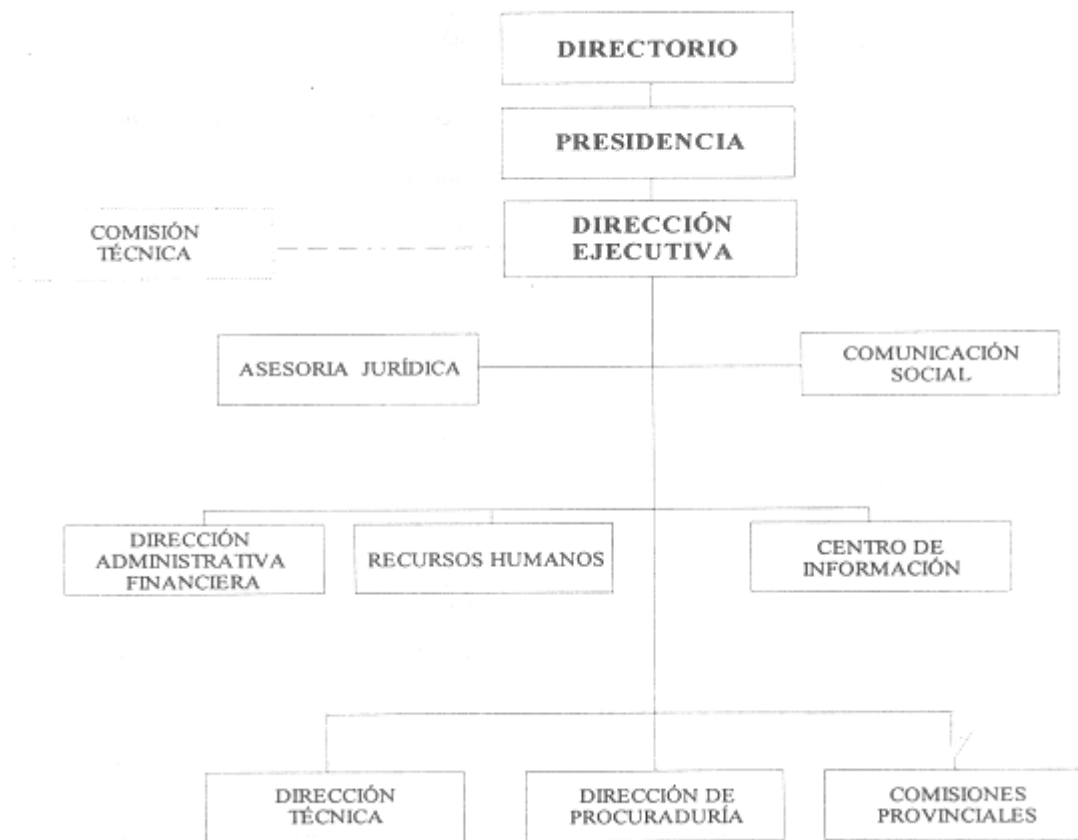 DIRECTORIO
PRESIDENCIA
DIRECCIÓN
EJECUTIVA
COMISIÓN
TÉCNICA
ASESORIA JURÍDICA
COMUNICACIÓN
SOCIAL
DIRECCIÓN
ADMINISTRATIVA
FINANCIERA
RECURSOS HUMANOS
CENTRO DE
INFORMACIÓN
DIRECCIÓN
TÉCNICA
DIRECCIÓN DE
PROCURADURÍA
COMISIONES
PROVINCIALES